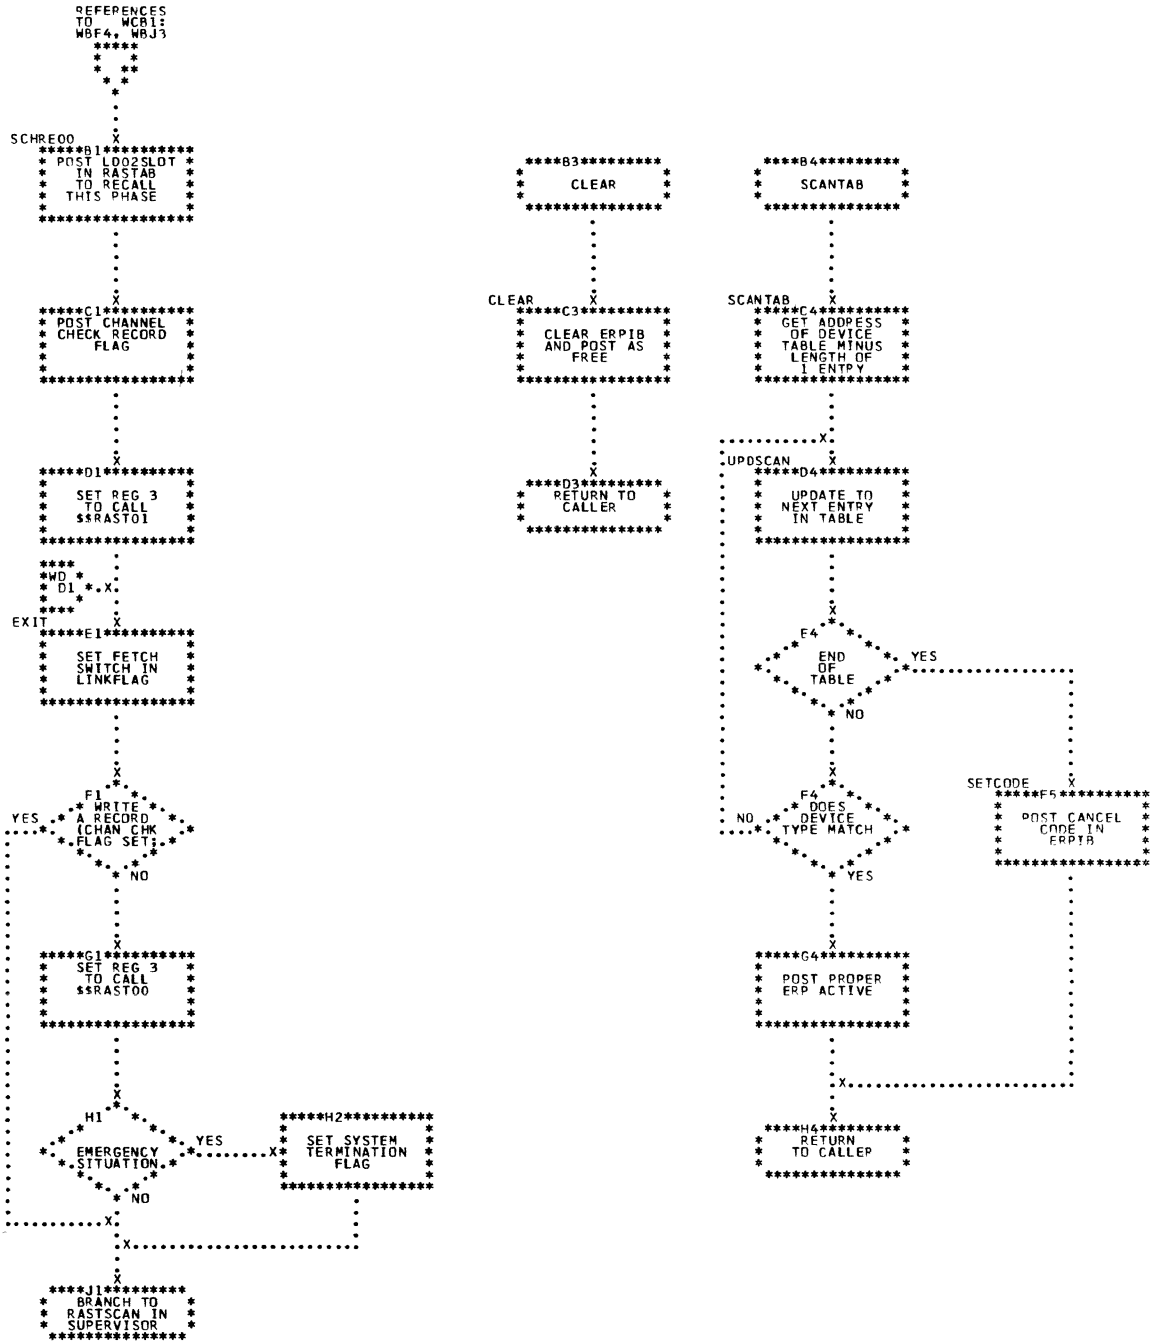 REFERENCES
TO WCB1:
WBF4, WBJ3
SCHRE00
B1
POST LD02SLOT
IN RASTAB
TO RECALL
THIS PHASE
C1
POST CHANNEL
CHECK RECORD
FLAG
D1
SET REG 3
TO CALL
$$RAST01
WD
D1
EXIT
E1
SET FETCH
SWITCH IN
LINKFLAG
F1
WRITE
A RECORD
(CHAN CHK
FLAG SET;
YES
NO
G1
SET REG 3
TO CALL
$$RAST00
H1
EMERGENCY
SITUATION
YES
NO
H2
SET SYSTEM
TERMINATION
FLAG
J1
BRANCH TO
RASTSCAN IN
SUPERVISOR
B3
CLEAR
CLEAR
C3
CLEAR ERPIB
AND POST AS
FREE
D3
RETURN TO
CALLER
B4
SCANTAB
SCANTAB
C4
GET ADDRESS
OF DEVICE
TABLE MINUS
LENGTH OF
1 ENTRY
UPDSCAN
D4
UPDATE TO
NEXT ENTRY
IN TABLE
E4
END
OF
TABLE
YES
NO
F4
DOES
DEVICE
TYPE MATCH
NO
YES
SETCODE
F5
POST CANCEL
CODE IN
ERPIB
G4
POST PROPER
ERP ACTIVE
H4
RETURN
TO CALLER